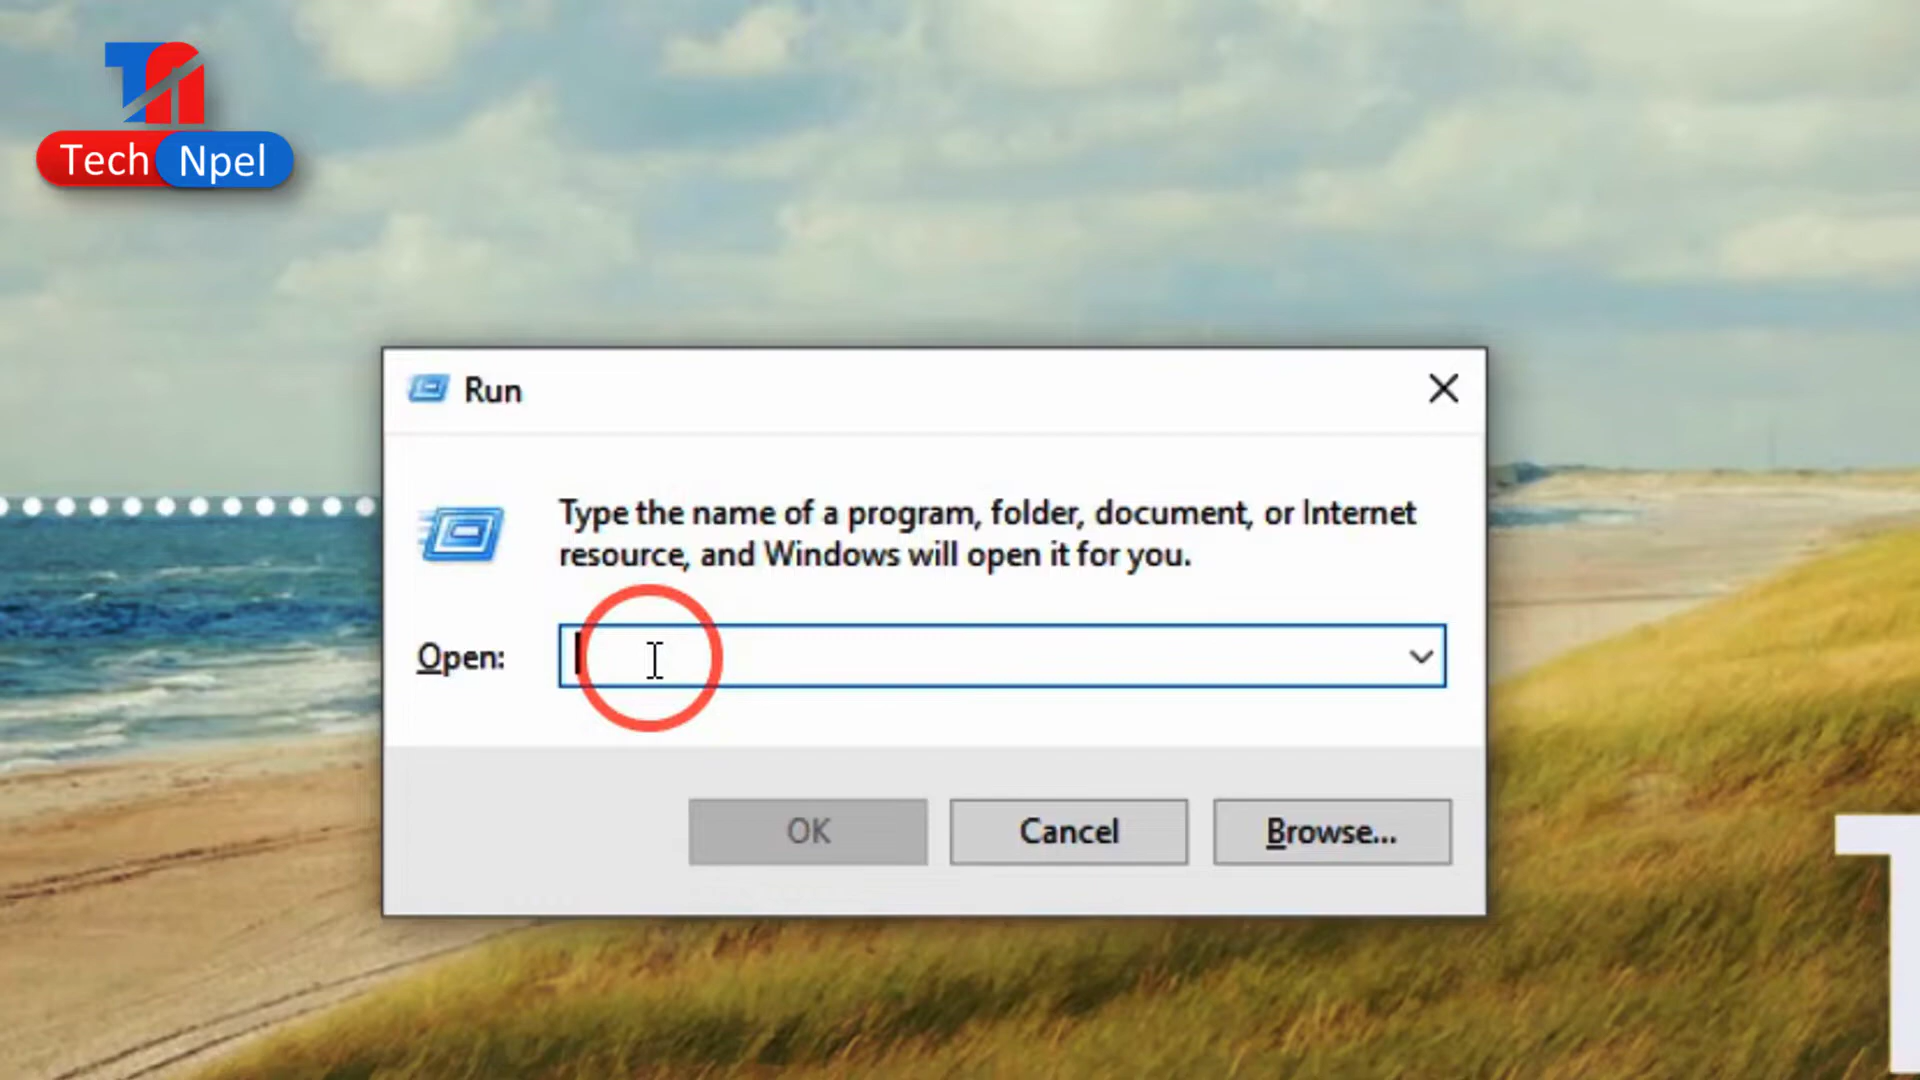 Tech Npel
Run
Type the name of a program, folder, document, or Internet
resource, and Windows will open it for you.
Open:
OK Cancel Browse...